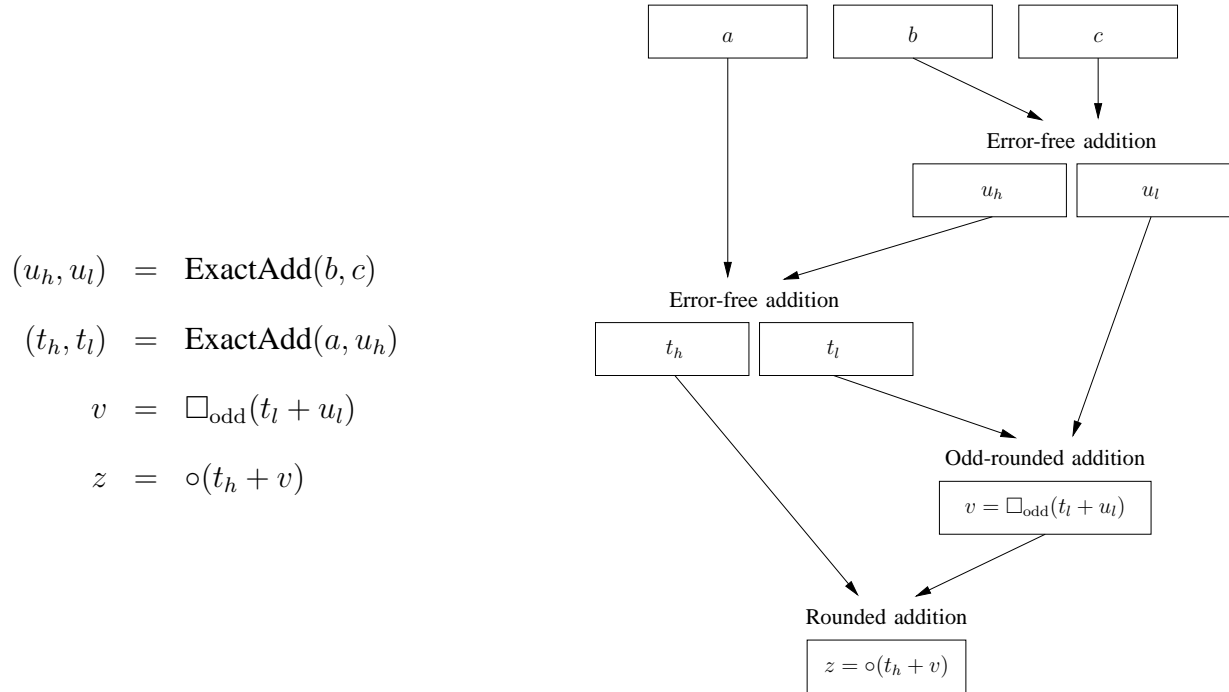 (u_h, u_l) = ExactAdd(b, c)
(t_h, t_l) = ExactAdd(a, u_h)
v = □_odd(t_l + u_l)
z = ∘(t_h + v)
a b c
Error-free addition
u_h u_l
Error-free addition
t_h t_l
Odd-rounded addition
v = □_odd(t_l + u_l)
Rounded addition
z = ∘(t_h + v)